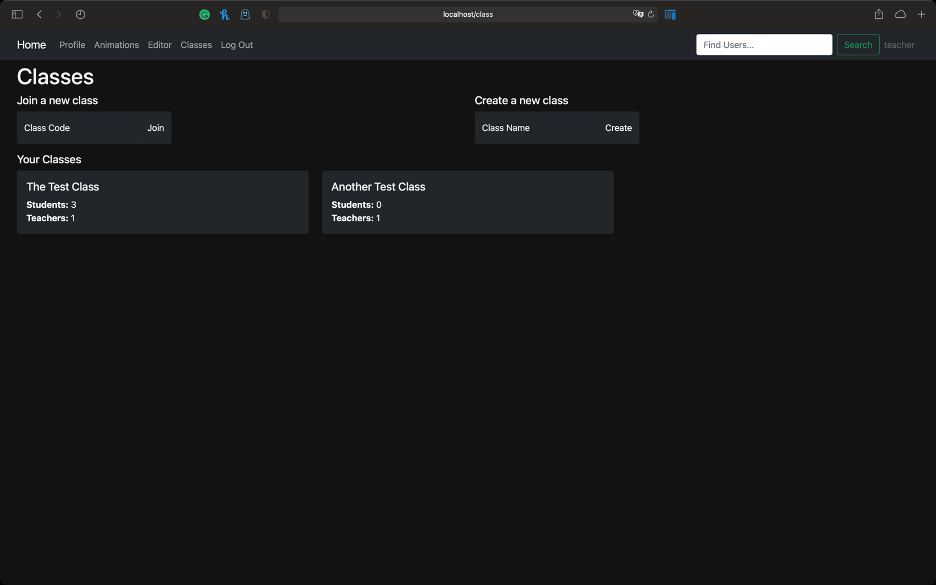 localhost/class
Home Profile Animations Editor Classes Log Out Find Users... Search teacher
Classes
Join a new class
Class Code Join
Create a new class
Class Name Create
Your Classes
The Test Class
Students: 3
Teachers: 1
Another Test Class
Students: 0
Teachers: 1